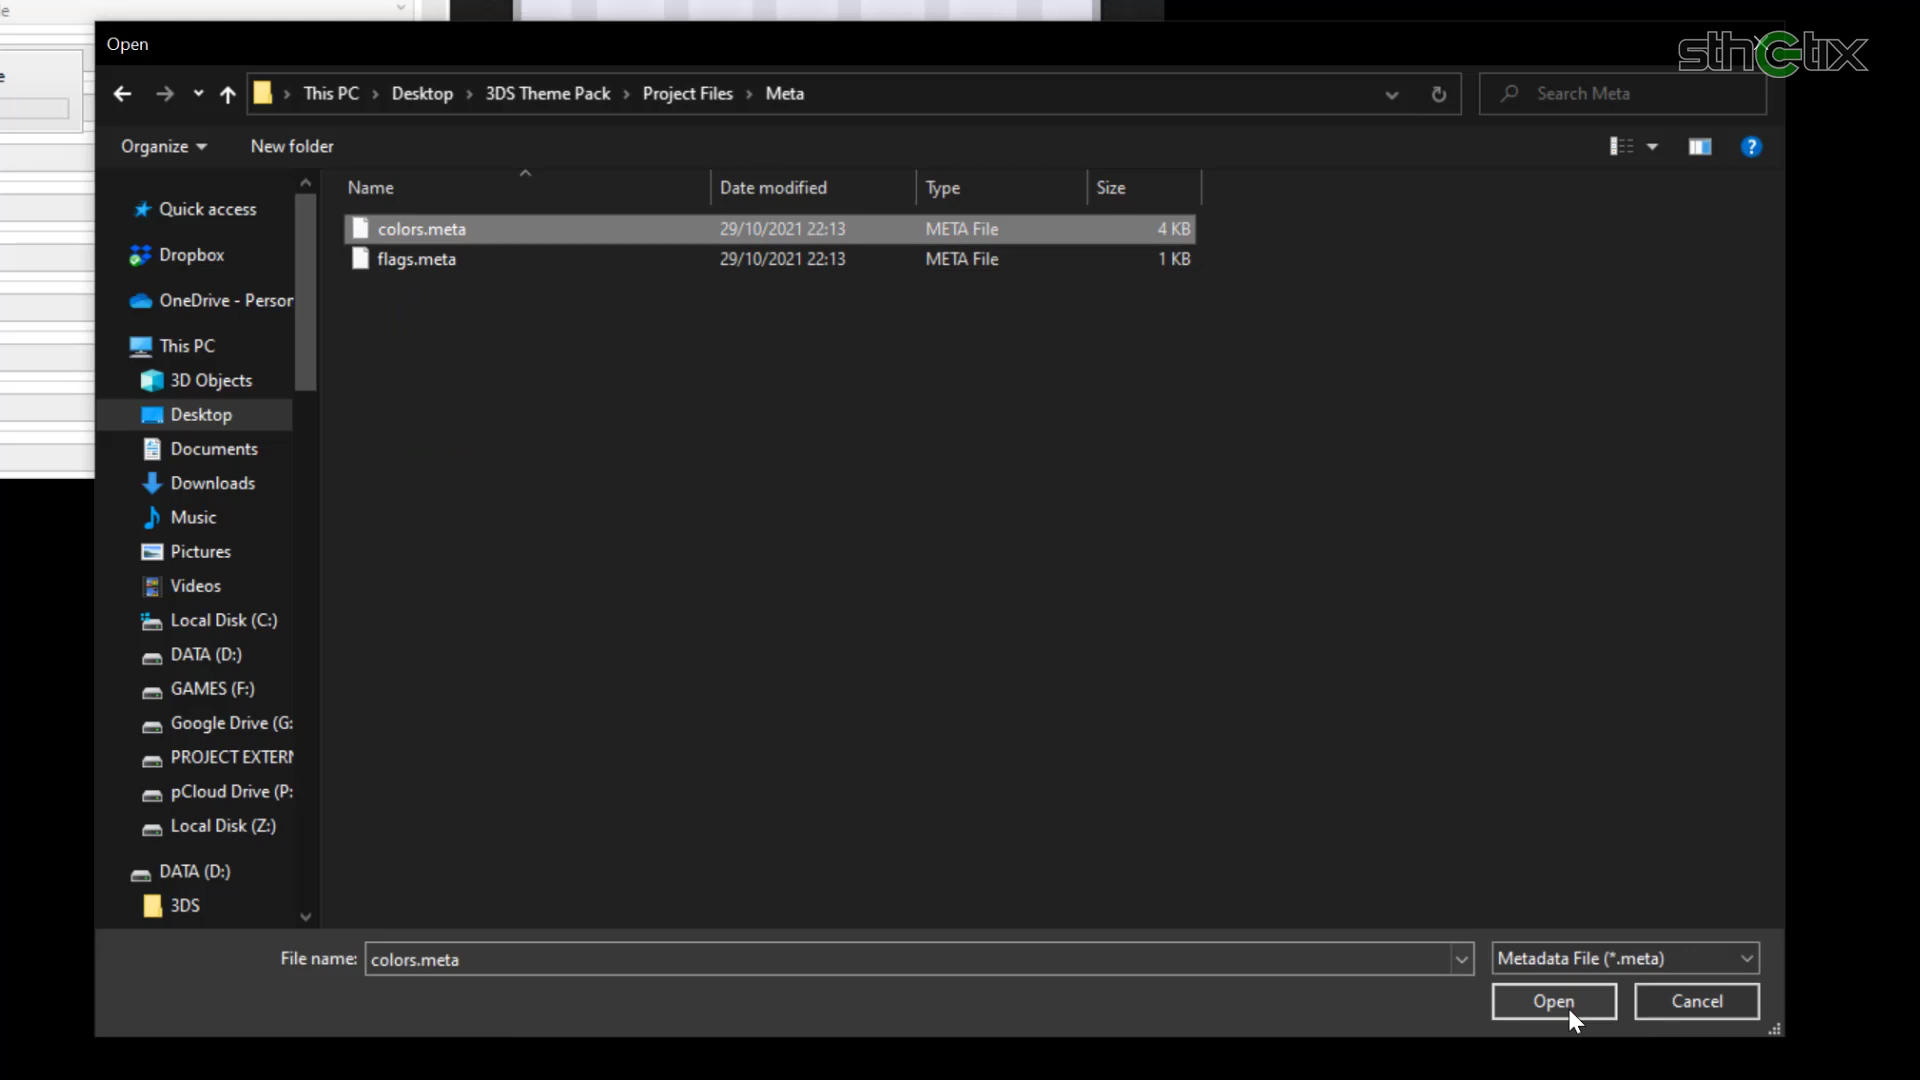 Open
sthetix
This PC > Desktop > 3DS Theme Pack > Project Files > Meta
Search Meta
Organize
New folder
?
Name
Date modified
Type
Size
colors.meta 29/10/2021 22:13 META File 4 KB
flags.meta 29/10/2021 22:13 META File 1 KB
Quick access
Dropbox
OneDrive - Person
This PC
3D Objects
Desktop
Documents
Downloads
Music
Pictures
Videos
Local Disk (C:)
DATA (D:)
GAMES (F:)
Google Drive (G:
PROJECT EXTERN
pCloud Drive (P:
Local Disk (Z:)
DATA (D:)
3DS
File name: colors.meta
Metadata File (*.meta)
Open
Cancel